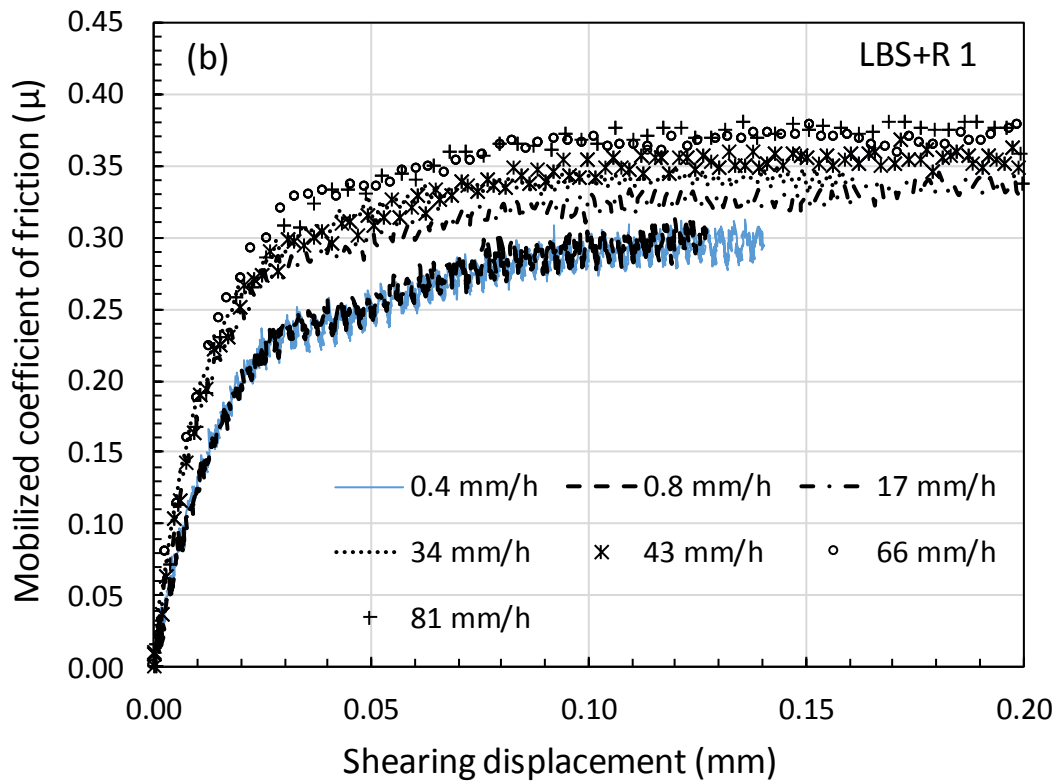 (b)
LBS+R 1
Mobilized coefficient of friction (μ)
0.45
0.40
0.35
0.30
0.25
0.20
0.15
0.10
0.05
0.00
0.4 mm/h
0.8 mm/h
17 mm/h
34 mm/h
43 mm/h
66 mm/h
81 mm/h
0.00
0.05
0.10
0.15
0.20
Shearing displacement (mm)